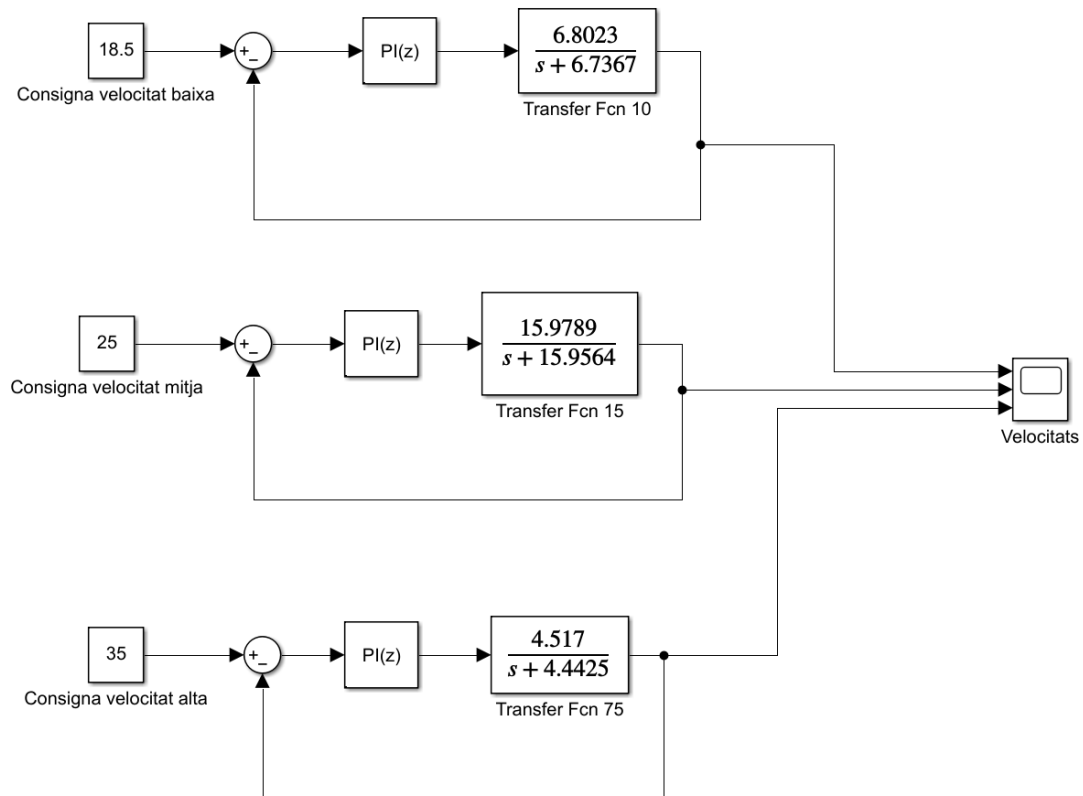 18.5
+
−
PI(z)
6.8023
s + 6.7367
Consigna velocitat baixa
Transfer Fcn 10
25
+
−
PI(z)
15.9789
s + 15.9564
Consigna velocitat mitja
Transfer Fcn 15
Velocitats
35
+
−
PI(z)
4.517
s + 4.4425
Consigna velocitat alta
Transfer Fcn 75